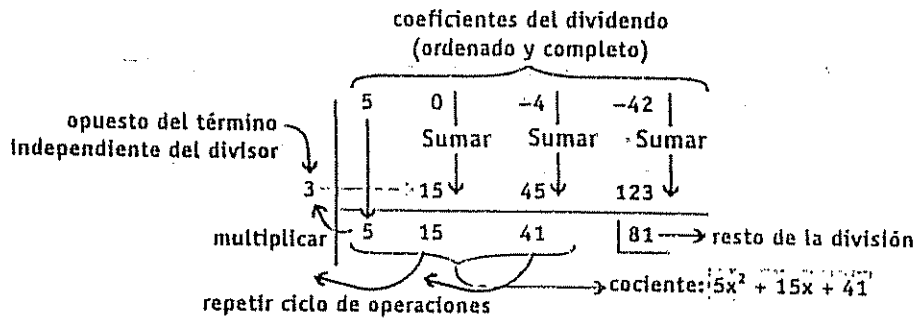 coeficientes del dividendo
(ordenado y completo)
5 0 -4 -42
opuesto del término
independiente del divisor
Sumar Sumar Sumar
3 15 45 123
multiplicar 5 15 41 81 resto de la división
cociente: 5x² + 15x + 41
repetir ciclo de operaciones